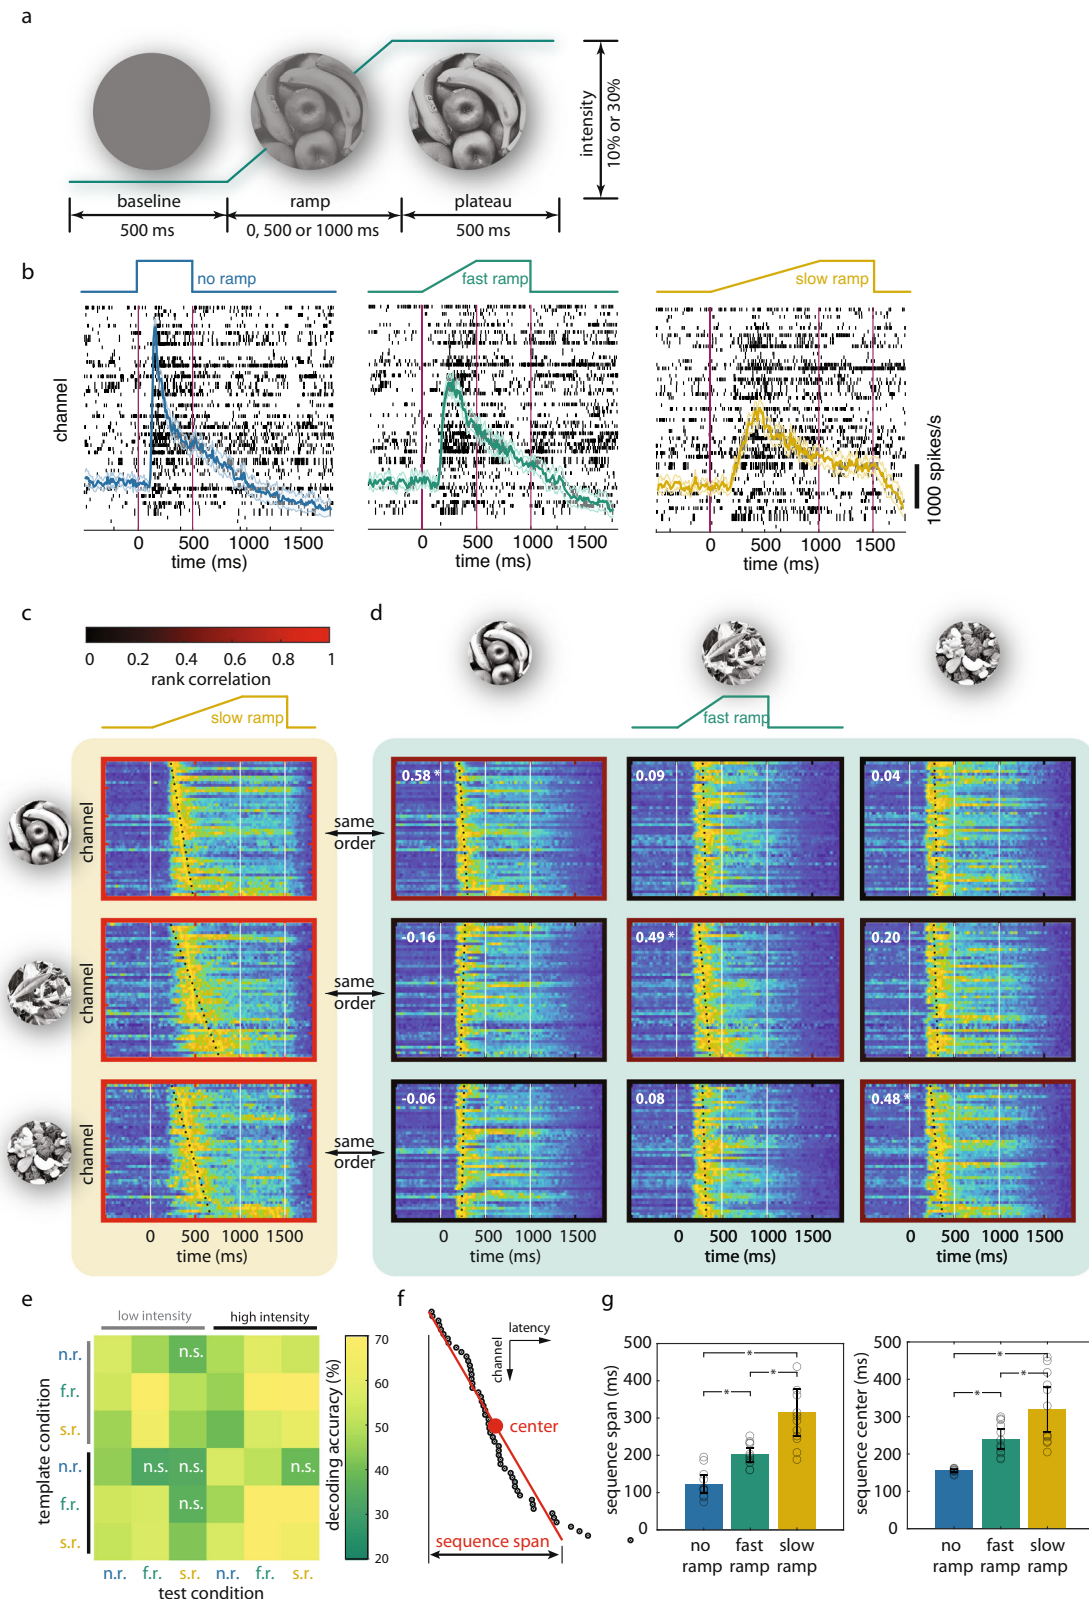 a
intensity
10% or 30%
baseline
ramp
plateau
500 ms
0, 500 or 1000 ms
500 ms
b
no ramp
fast ramp
slow ramp
channel
1000 spikes/s
0 500 1000 1500
time (ms)
0 500 1000 1500
time (ms)
0 500 1000 1500
time (ms)
c
0 0.2 0.4 0.6 0.8 1
rank correlation
slow ramp
d
fast ramp
channel
same
order
0.58 *
0.09
0.04
channel
same
order
-0.16
0.49 *
0.20
channel
same
order
-0.06
0.08
0.48 *
0 500 1500
time (ms)
0 500 1000 1500
time (ms)
0 500 1000 1500
time (ms)
0 500 1000 1500
time (ms)
e
low intensity
high intensity
template condition
n.r.
n.s.
f.r.
s.r.
n.r.
n.s. n.s. n.s.
f.r.
n.s.
s.r.
n.r. f.r. s.r. n.r. f.r. s.r.
test condition
decoding accuracy (%)
70
60
50
40
30
20
f
latency
channel
center
sequence span
g
sequence span (ms)
500
400
300
200
100
0
* * *
no
ramp
fast
ramp
slow
ramp
sequence center (ms)
500
400
300
200
100
0
* * *
no
ramp
fast
ramp
slow
ramp